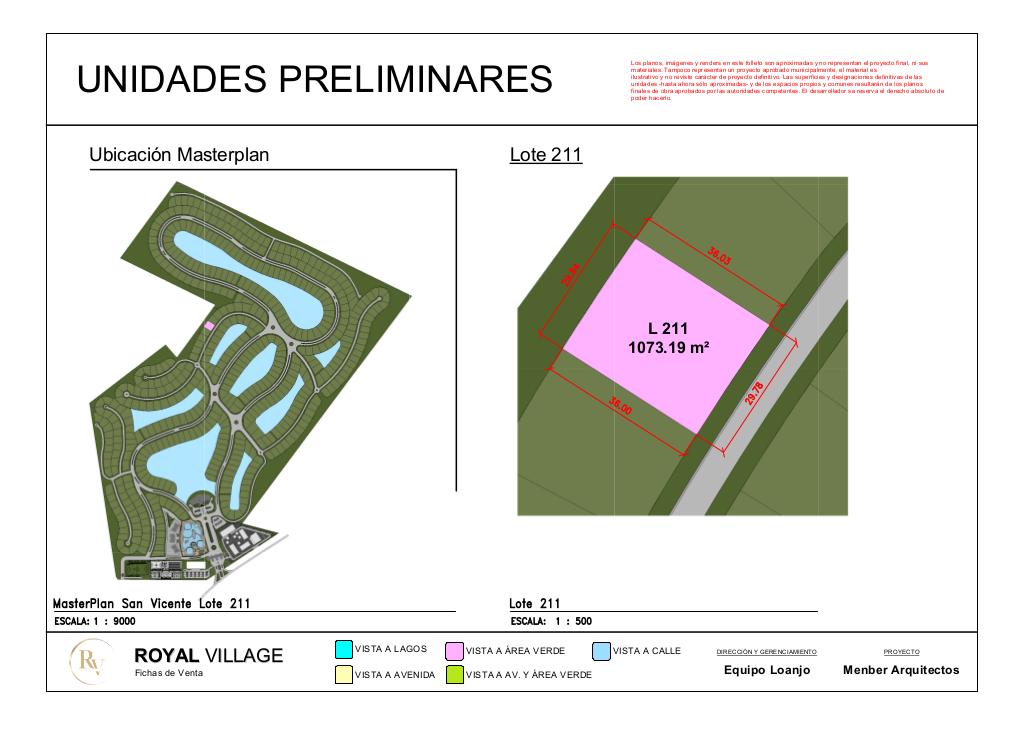 UNIDADES PRELIMINARES
Los planos, imágenes y renders en este folleto son aproximadas y no representan el proyecto final, ni sus
materiales. Tampoco representan un proyecto aprobado municipalmente, el material es
ilustrativo y no reviste carácter de proyecto definitivo. Las superficies y designaciones definitivas de las
unidades -hasta ahora sólo aproximadas- y de los espacios propios y comunes resultarán de los planos
finales de obra aprobados por las autoridades competentes. El desarrollador se reserva el derecho absoluto de
poder hacerlo.
Ubicación Masterplan
Lote 211
36.03
L 211
1073.19 m²
36.00
29.78
MasterPlan San Vicente Lote 211
ESCALA: 1 : 9000
Lote 211
ESCALA: 1 : 500
RV
ROYAL VILLAGE
Fichas de Venta
VISTA A LAGOS
VISTA A ÁREA VERDE
VISTA A CALLE
VISTA A AVENIDA
VISTA A AV. Y ÁREA VERDE
DIRECCIÓN Y GERENCIAMIENTO
Equipo Loanjo
PROYECTO
Menber Arquitectos